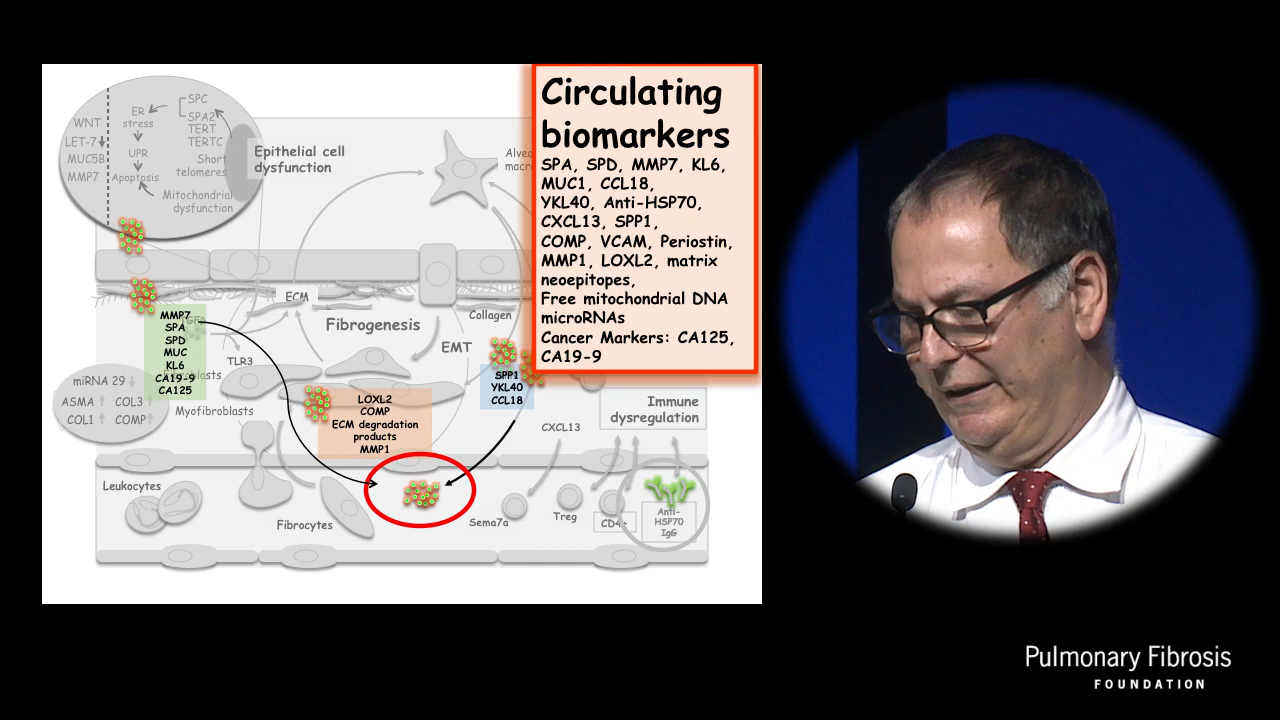 WNT
LET-7
MUC5B
MMP7
ER
stress
UPR
Apoptosis
SPC
SPA2
TERT
TERTC
Short
telomeres
Mitochondrial
dysfunction
Epithelial cell
dysfunction
Circulating
biomarkers
SPA, SPD, MMP7, KL6,
MUC1, CCL18,
YKL40, Anti-HSP70,
CXCL13, SPP1,
COMP, VCAM, Periostin,
MMP1, LOXL2, matrix
neoepitopes,
Free mitochondrial DNA
microRNAs
Cancer Markers: CA125,
CA19-9
ECM
Fibrogenesis
Collagen
EMT
MMP7
SPA
SPD
MUC
KL6
CA19-9
CA125
TLR3
miRNA 29
ASMA COL3
COL1 COMP
Myofibroblasts
LOXL2
COMP
ECM degradation
products
MMP1
SPP1
YKL40
CCL18
Immune
dysregulation
CXCL13
Leukocytes
Fibrocytes
Sema7a
Treg
CD4+
Anti-
HSP70
IgG
Pulmonary Fibrosis
FOUNDATION